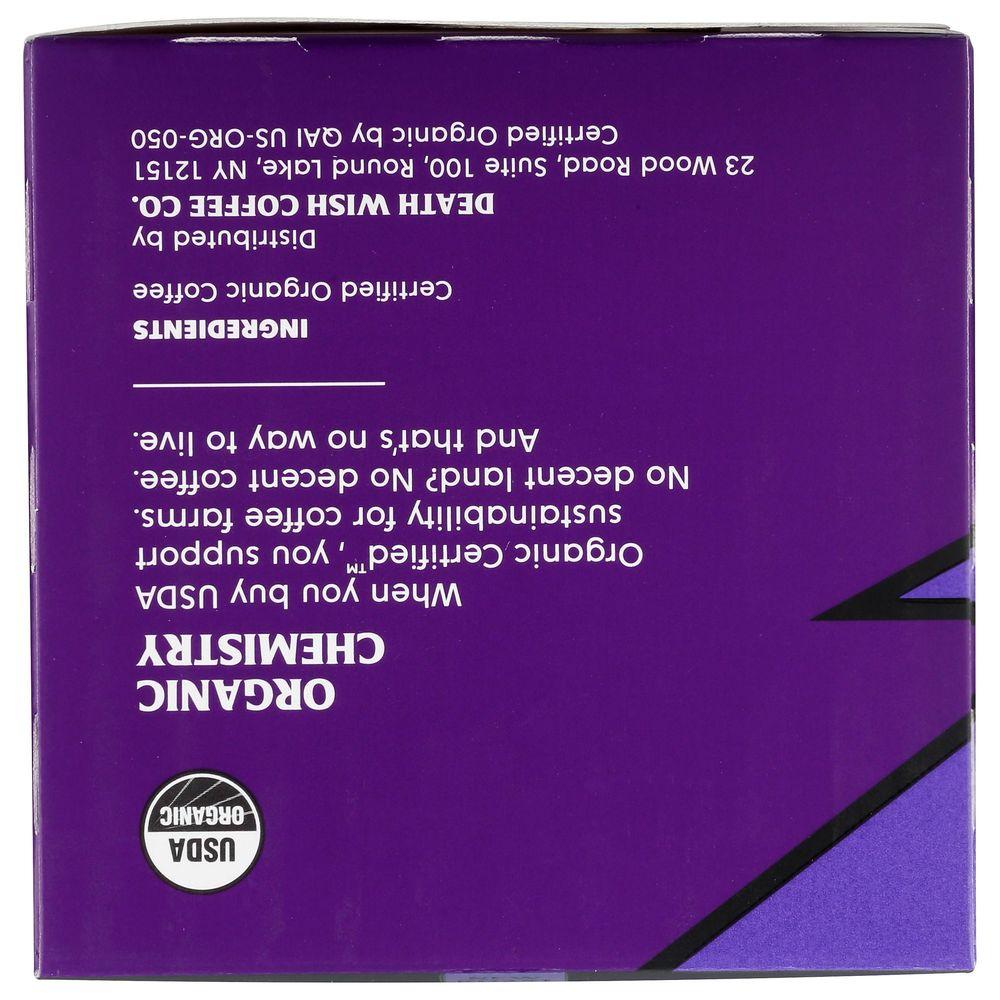 USDA
ORGANIC
ORGANIC
CHEMISTRY
When you buy USDA
Organic Certified™, you support
sustainability for coffee farms.
No decent land? No decent coffee.
And that's no way to live.
INGREDIENTS
Certified Organic Coffee
Distributed by
DEATH WISH COFFEE CO.
23 Wood Road, Suite 100, Round Lake, NY 12151
Certified Organic by QAI US-ORG-050